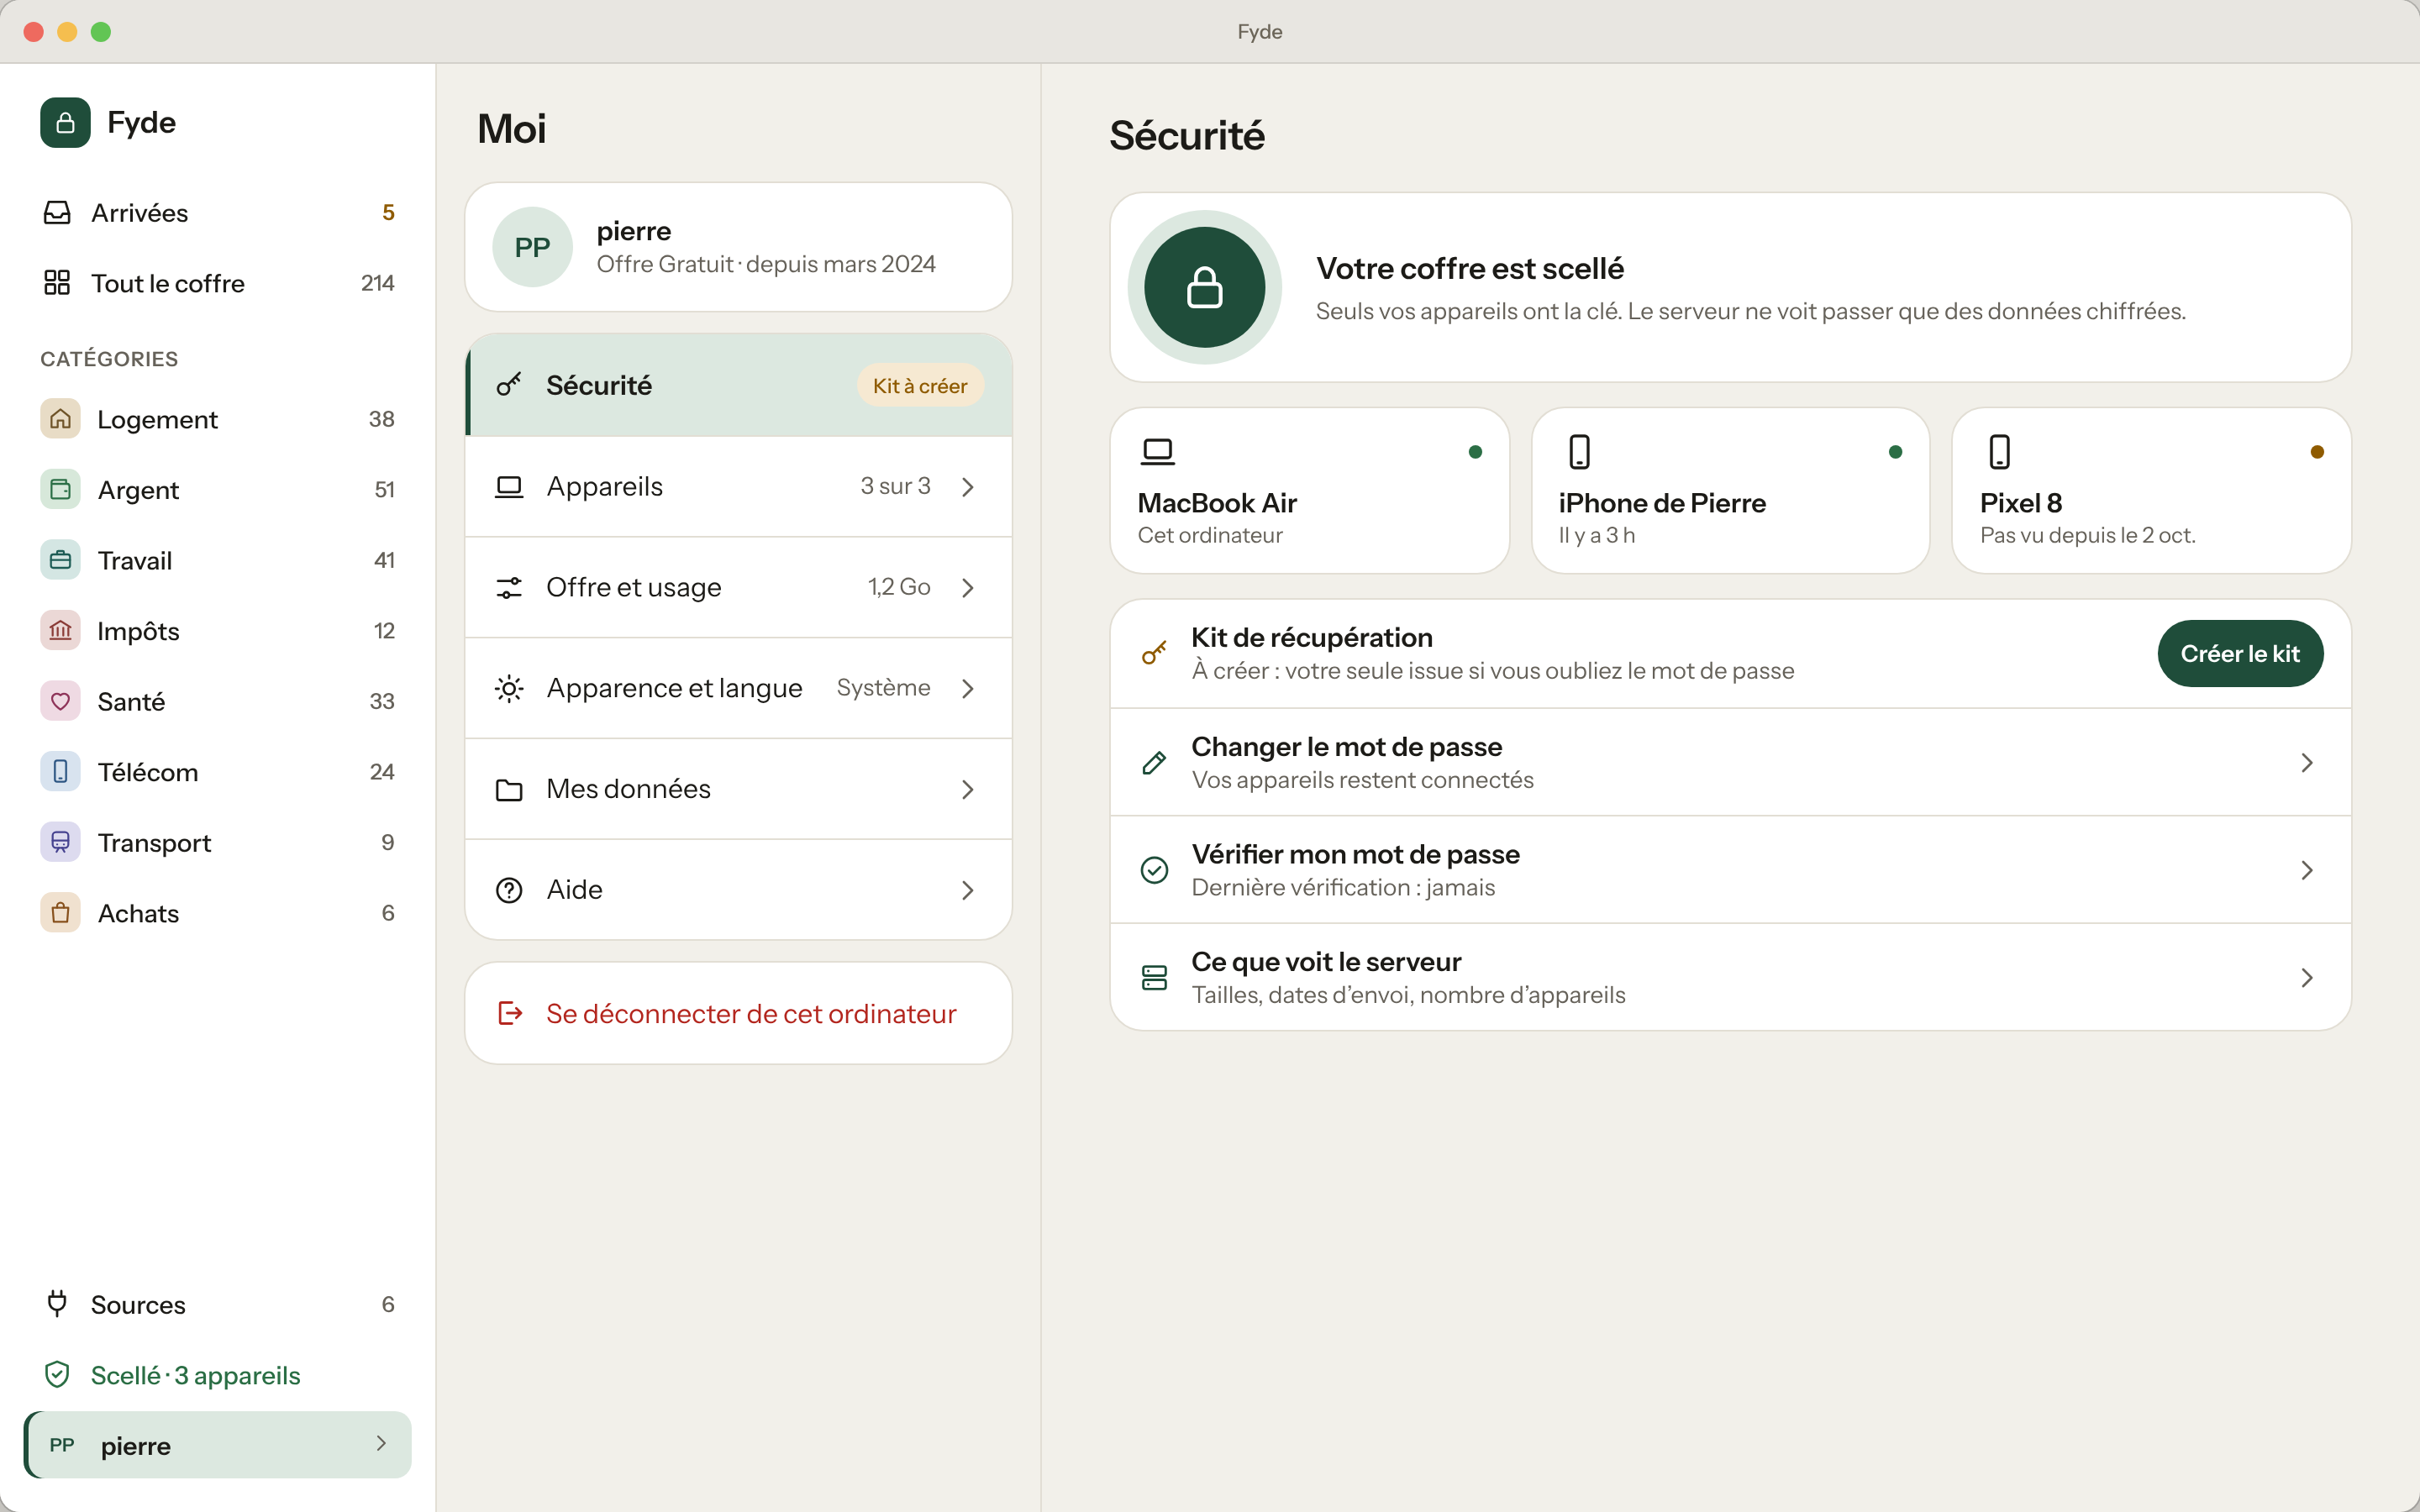 Fyde
Fyde
Arrivées 5
Tout le coffre 214
CATÉGORIES
Logement 38
Argent 51
Travail 41
Impôts 12
Santé 33
Télécom 24
Transport 9
Achats 6
Sources 6
Scellé · 3 appareils
PP pierre
Moi
PP
pierre
Offre Gratuit · depuis mars 2024
Sécurité Kit à créer
Appareils 3 sur 3
Offre et usage 1,2 Go
Apparence et langue Système
Mes données
Aide
Se déconnecter de cet ordinateur
Sécurité
Votre coffre est scellé
Seuls vos appareils ont la clé. Le serveur ne voit passer que des données chiffrées.
MacBook Air
Cet ordinateur
iPhone de Pierre
Il y a 3 h
Pixel 8
Pas vu depuis le 2 oct.
Kit de récupération
À créer : votre seule issue si vous oubliez le mot de passe
Créer le kit
Changer le mot de passe
Vos appareils restent connectés
Vérifier mon mot de passe
Dernière vérification : jamais
Ce que voit le serveur
Tailles, dates d’envoi, nombre d’appareils